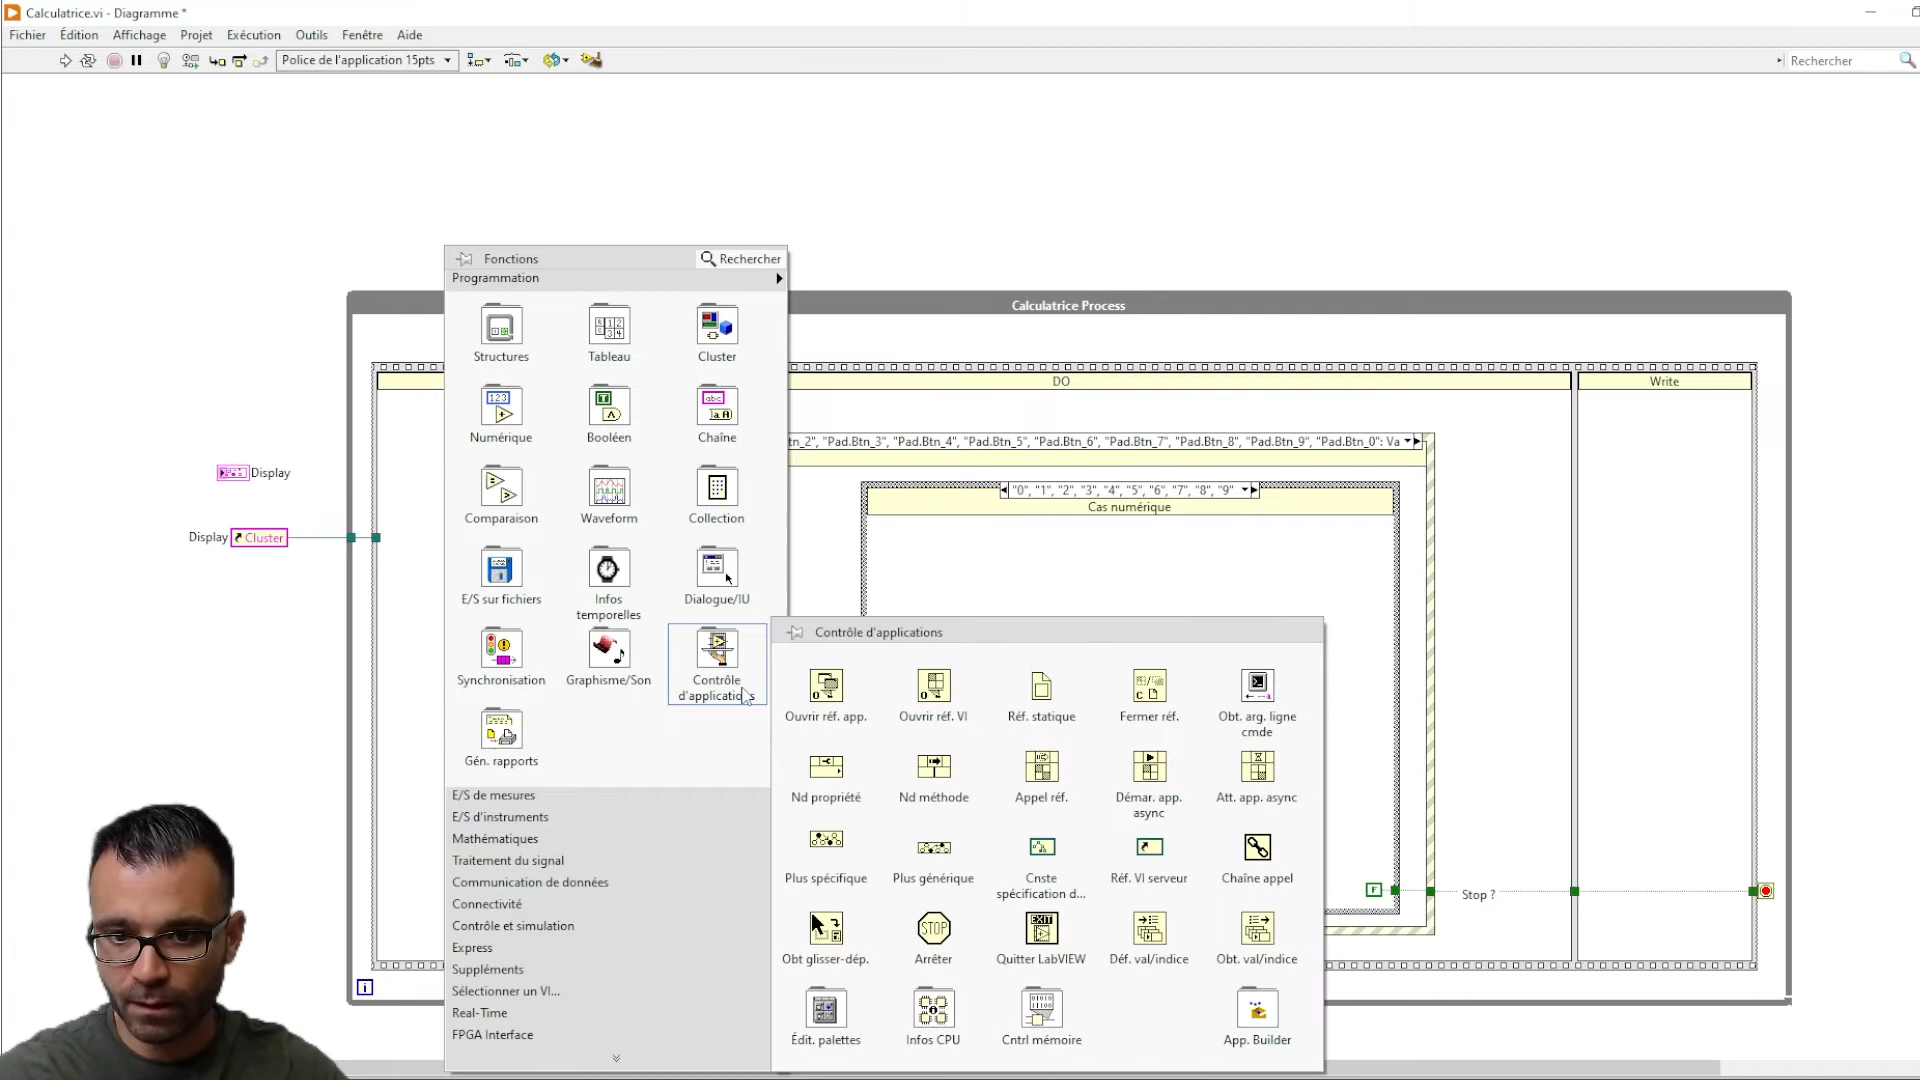 Calculatrice.vi - Diagramme *
Fichier Édition Affichage Projet Exécution Outils Fenêtre Aide
Police de l'application 15pts
Rechercher
Fonctions Rechercher
Programmation
Structures Tableau Cluster
Numérique Booléen Chaîne
Comparaison Waveform Collection
E/S sur fichiers Infos temporelles Dialogue/IU
Synchronisation Graphisme/Son Contrôle d'applications
Gén. rapports
E/S de mesures
E/S d'instruments
Mathématiques
Traitement du signal
Communication de données
Connectivité
Contrôle et simulation
Express
Suppléments
Sélectionner un VI...
Real-Time
FPGA Interface
Calculatrice Process
DO
Write
tn_2", "Pad.Btn_3", "Pad.Btn_4", "Pad.Btn_5", "Pad.Btn_6", "Pad.Btn_7", "Pad.Btn_8", "Pad.Btn_9", "Pad.Btn_0": Va
"0", "1", "2", "3", "4", "5", "6", "7", "8", "9"
Cas numérique
Display
Display Cluster
Contrôle d'applications
Ouvrir réf. app. Ouvrir réf. VI Réf. statique Fermer réf. Obt. arg. ligne cmde
Nd propriété Nd méthode Appel réf. Démar. app. async Att. app. async
Plus spécifique Plus générique Cnste spécification d... Réf. VI serveur Chaîne appel
STOP
EXIT
Obt glisser-dép. Arrêter Quitter LabVIEW Déf. val/indice Obt. val/indice
Édit. palettes Infos CPU Cntrl mémoire App. Builder
F
Stop ?
i